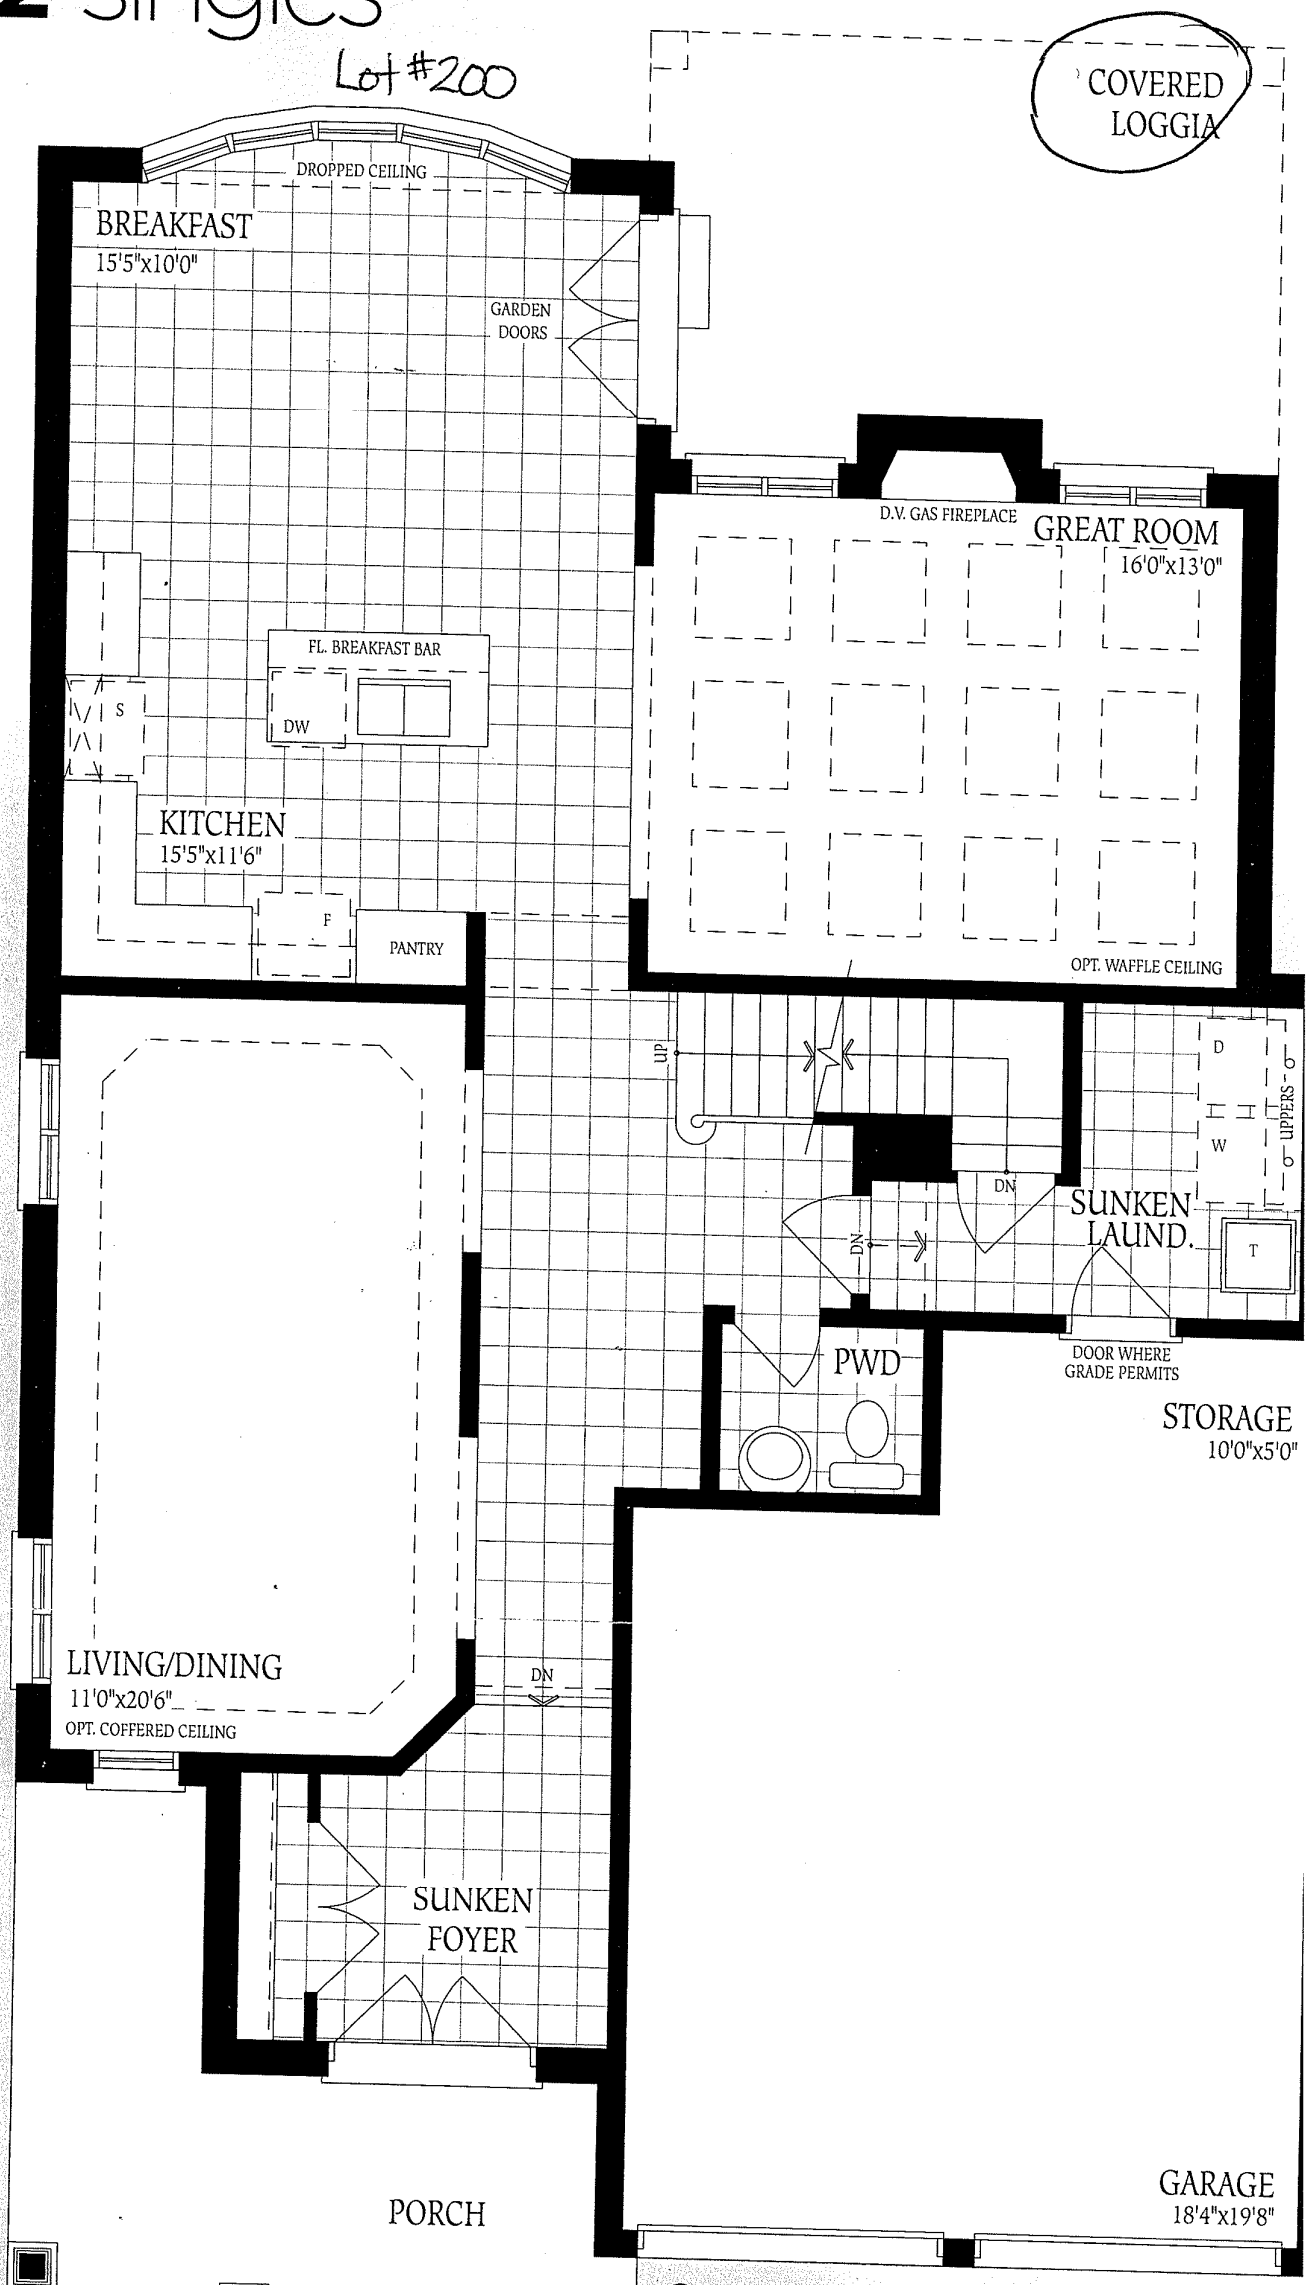 2 Singles
Lot #200
COVERED
LOGGIA
DROPPED CEILING
BREAKFAST
15'5"x10'0"
GARDEN
DOORS
D.V. GAS FIREPLACE
GREAT ROOM
16'0"x13'0"
FL. BREAKFAST BAR
S
DW
KITCHEN
15'5"x11'6"
F
PANTRY
OPT. WAFFLE CEILING
UP
D
W
UPPERS
DN
DN
SUNKEN
LAUND.
T
PWD
DOOR WHERE
GRADE PERMITS
STORAGE
10'0"x5'0"
LIVING/DINING
11'0"x20'6"
OPT. COFFERED CEILING
DN
SUNKEN
FOYER
PORCH
GARAGE
18'4"x19'8"